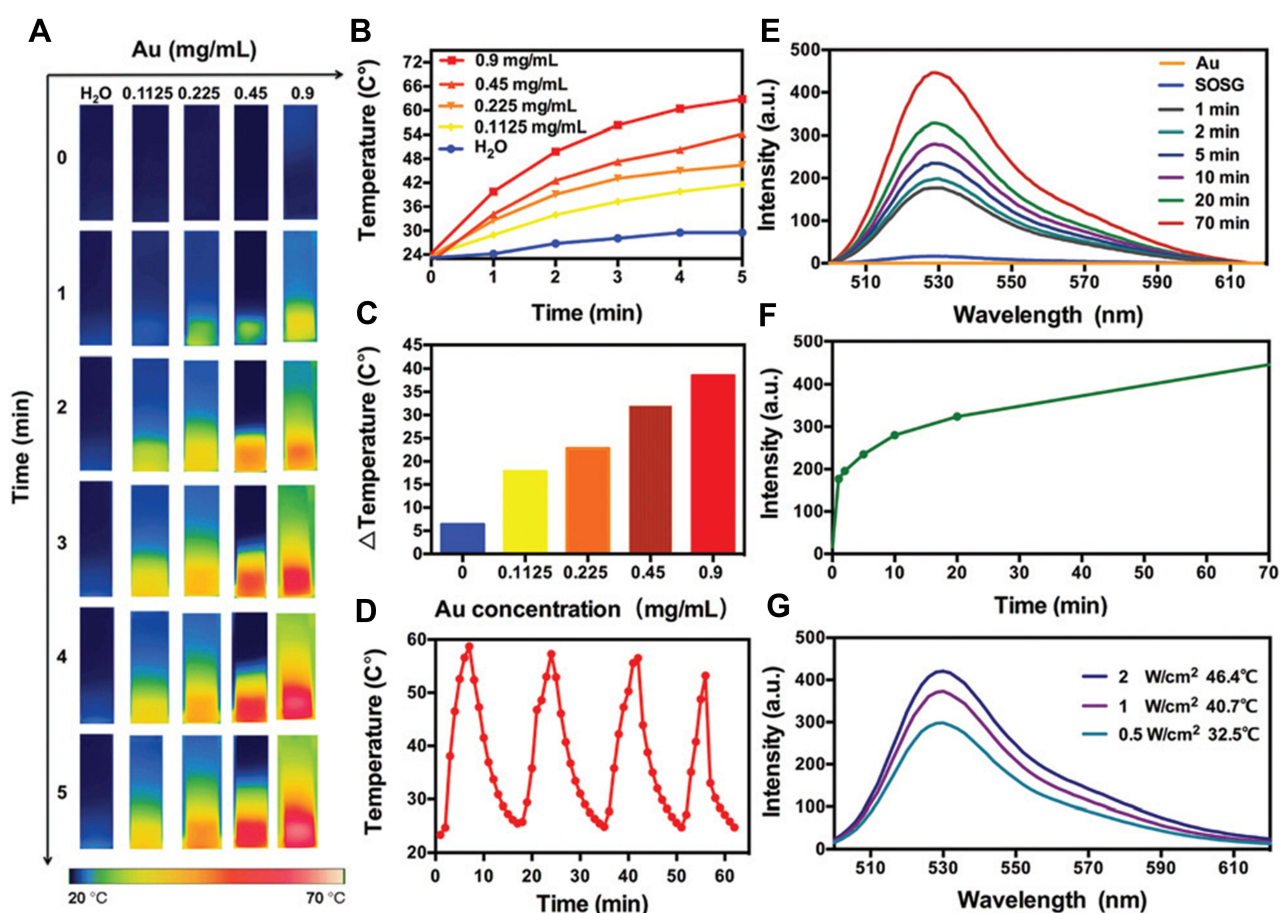 A
Au (mg/mL)
H2O 0.1125 0.225 0.45 0.9
Time (min)
0
1
2
3
4
5
20 °C 70 °C
B
Temperature (C°)
72
66
60
54
48
42
36
30
24
0.9 mg/mL
0.45 mg/mL
0.225 mg/mL
0.1125 mg/mL
H2O
0 1 2 3 4 5
Time (min)
C
△Temperature (C°)
45
40
35
30
25
20
15
10
5
0
0 0.1125 0.225 0.45 0.9
Au concentration (mg/mL)
D
Temperature (C°)
60
50
40
30
20
0 10 20 30 40 50 60
Time (min)
E
Intensity (a.u.)
500
400
300
200
100
0
Au
SOSG
1 min
2 min
5 min
10 min
20 min
70 min
510 530 550 570 590 610
Wavelength (nm)
F
Intensity (a.u.)
500
400
300
200
100
0
0 10 20 30 40 50 60 70
Time (min)
G
Intensity (a.u.)
500
400
300
200
100
0
2 W/cm2 46.4℃
1 W/cm2 40.7℃
0.5 W/cm2 32.5℃
510 530 550 570 590 610
Wavelength (nm)